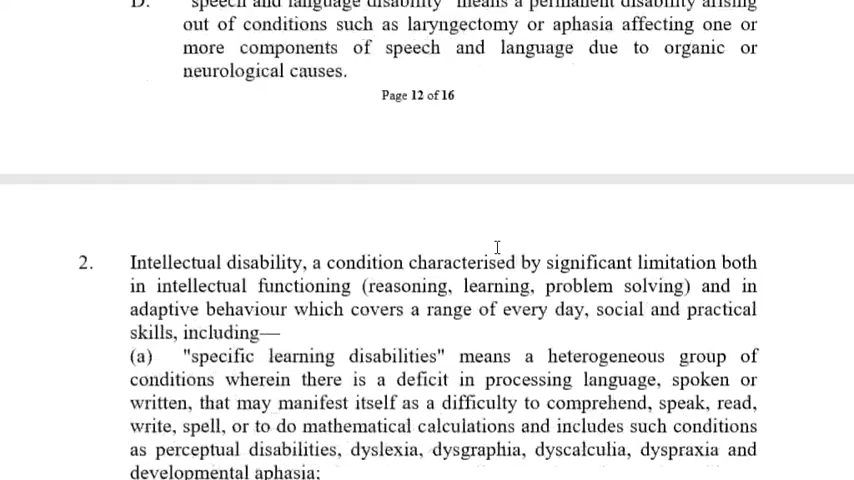 D. "speech and language disability" means a permanent disability arising
out of conditions such as laryngectomy or aphasia affecting one or
more components of speech and language due to organic or
neurological causes.
Page 12 of 16
2. Intellectual disability, a condition characterised by significant limitation both
in intellectual functioning (reasoning, learning, problem solving) and in
adaptive behaviour which covers a range of every day, social and practical
skills, including—
(a) "specific learning disabilities" means a heterogeneous group of
conditions wherein there is a deficit in processing language, spoken or
written, that may manifest itself as a difficulty to comprehend, speak, read,
write, spell, or to do mathematical calculations and includes such conditions
as perceptual disabilities, dyslexia, dysgraphia, dyscalculia, dyspraxia and
developmental aphasia;